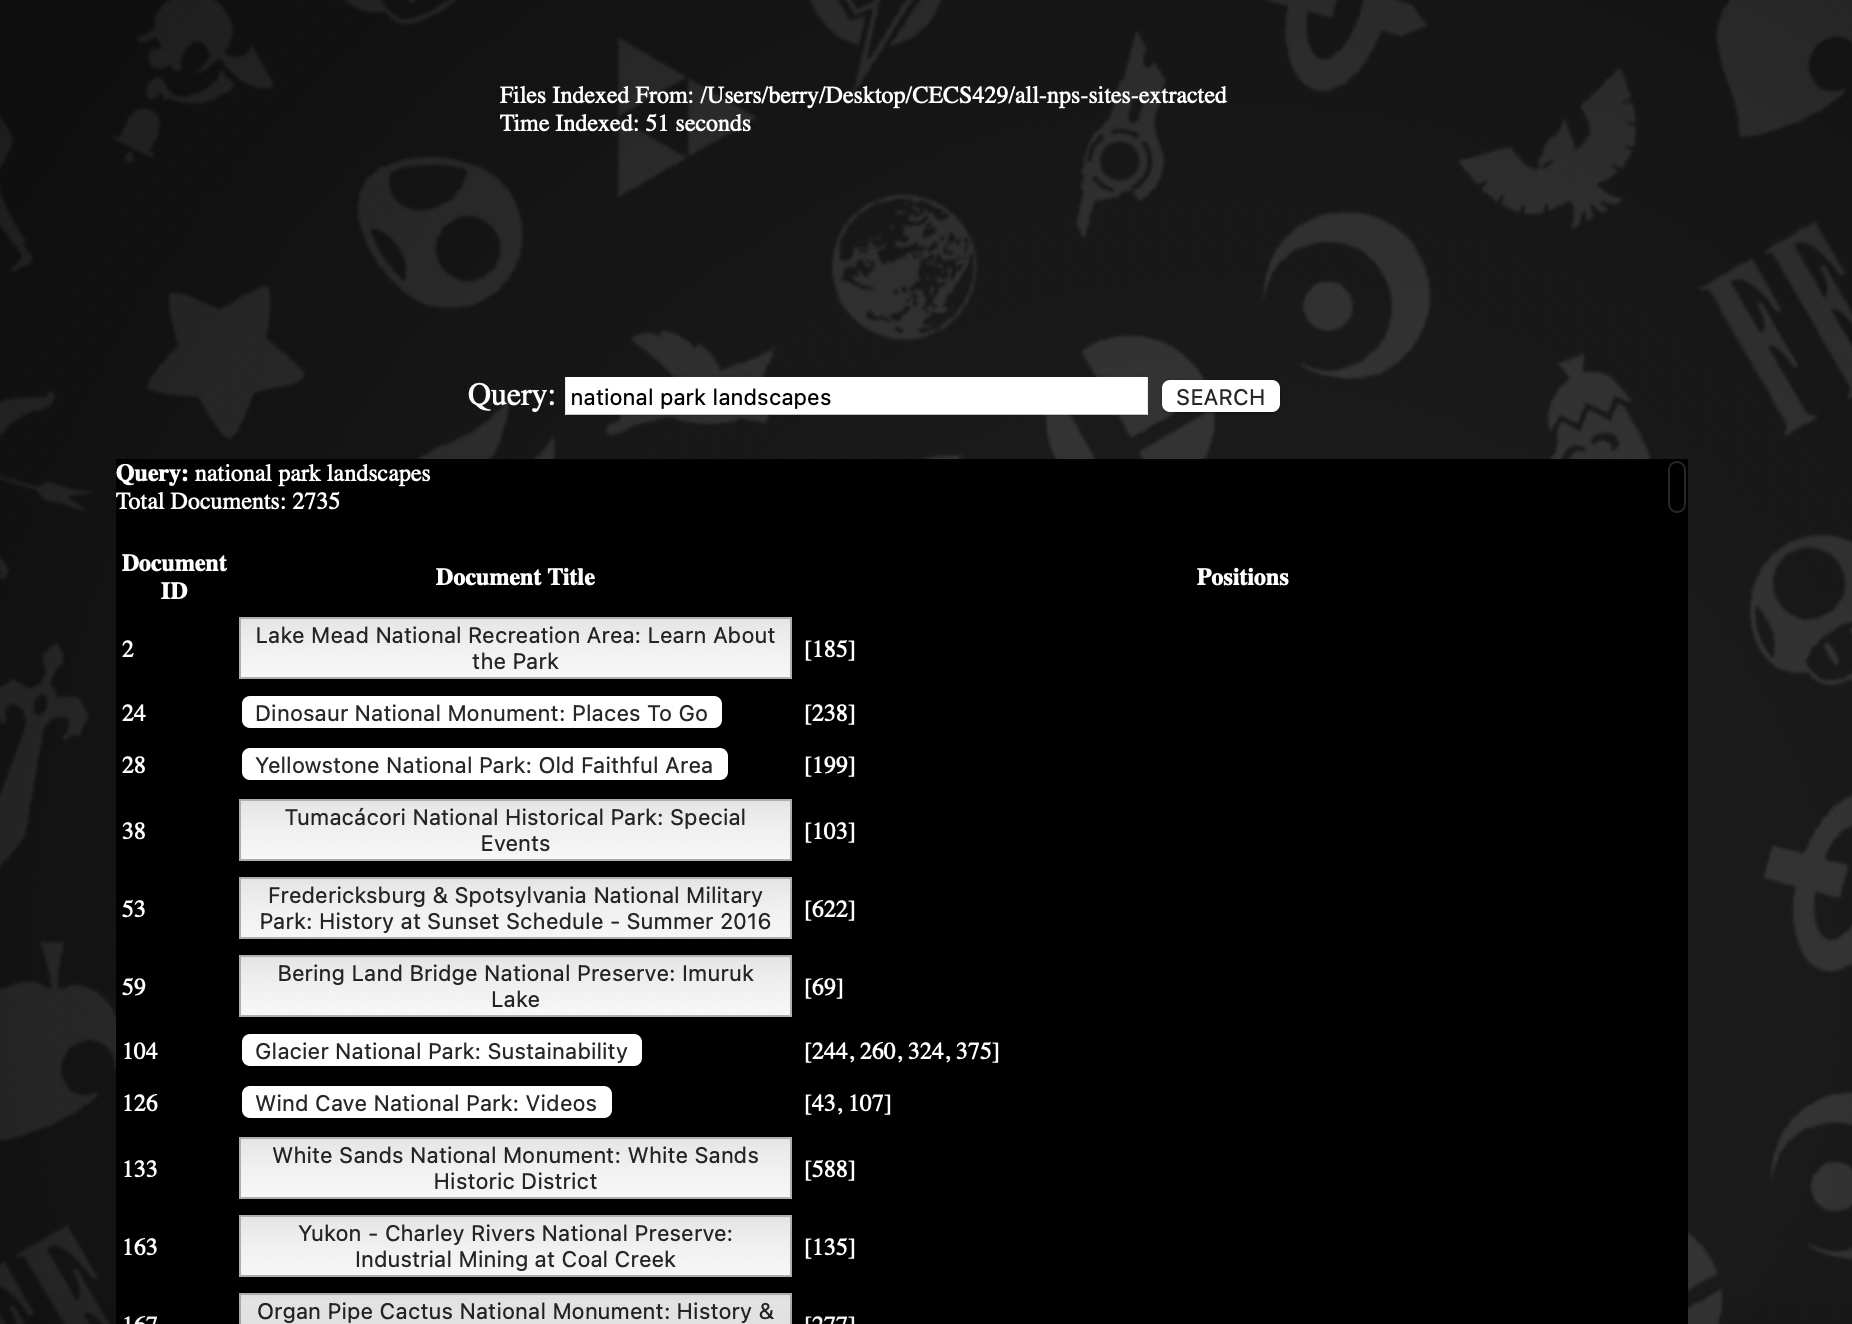 Files Indexed From: /Users/berry/Desktop/CECS429/all-nps-sites-extracted
Time Indexed: 51 seconds
Query: national park landscapes SEARCH
Query: national park landscapes
Total Documents: 2735
Document
ID
Document Title
Positions
2
Lake Mead National Recreation Area: Learn About
the Park
[185]
24 Dinosaur National Monument: Places To Go [238]
28 Yellowstone National Park: Old Faithful Area [199]
38
Tumacácori National Historical Park: Special
Events
[103]
53
Fredericksburg & Spotsylvania National Military
Park: History at Sunset Schedule - Summer 2016
[622]
59
Bering Land Bridge National Preserve: Imuruk
Lake
[69]
104 Glacier National Park: Sustainability [244, 260, 324, 375]
126 Wind Cave National Park: Videos [43, 107]
133
White Sands National Monument: White Sands
Historic District
[588]
163
Yukon - Charley Rivers National Preserve:
Industrial Mining at Coal Creek
[135]
Organ Pipe Cactus National Monument: History &
167
[277]